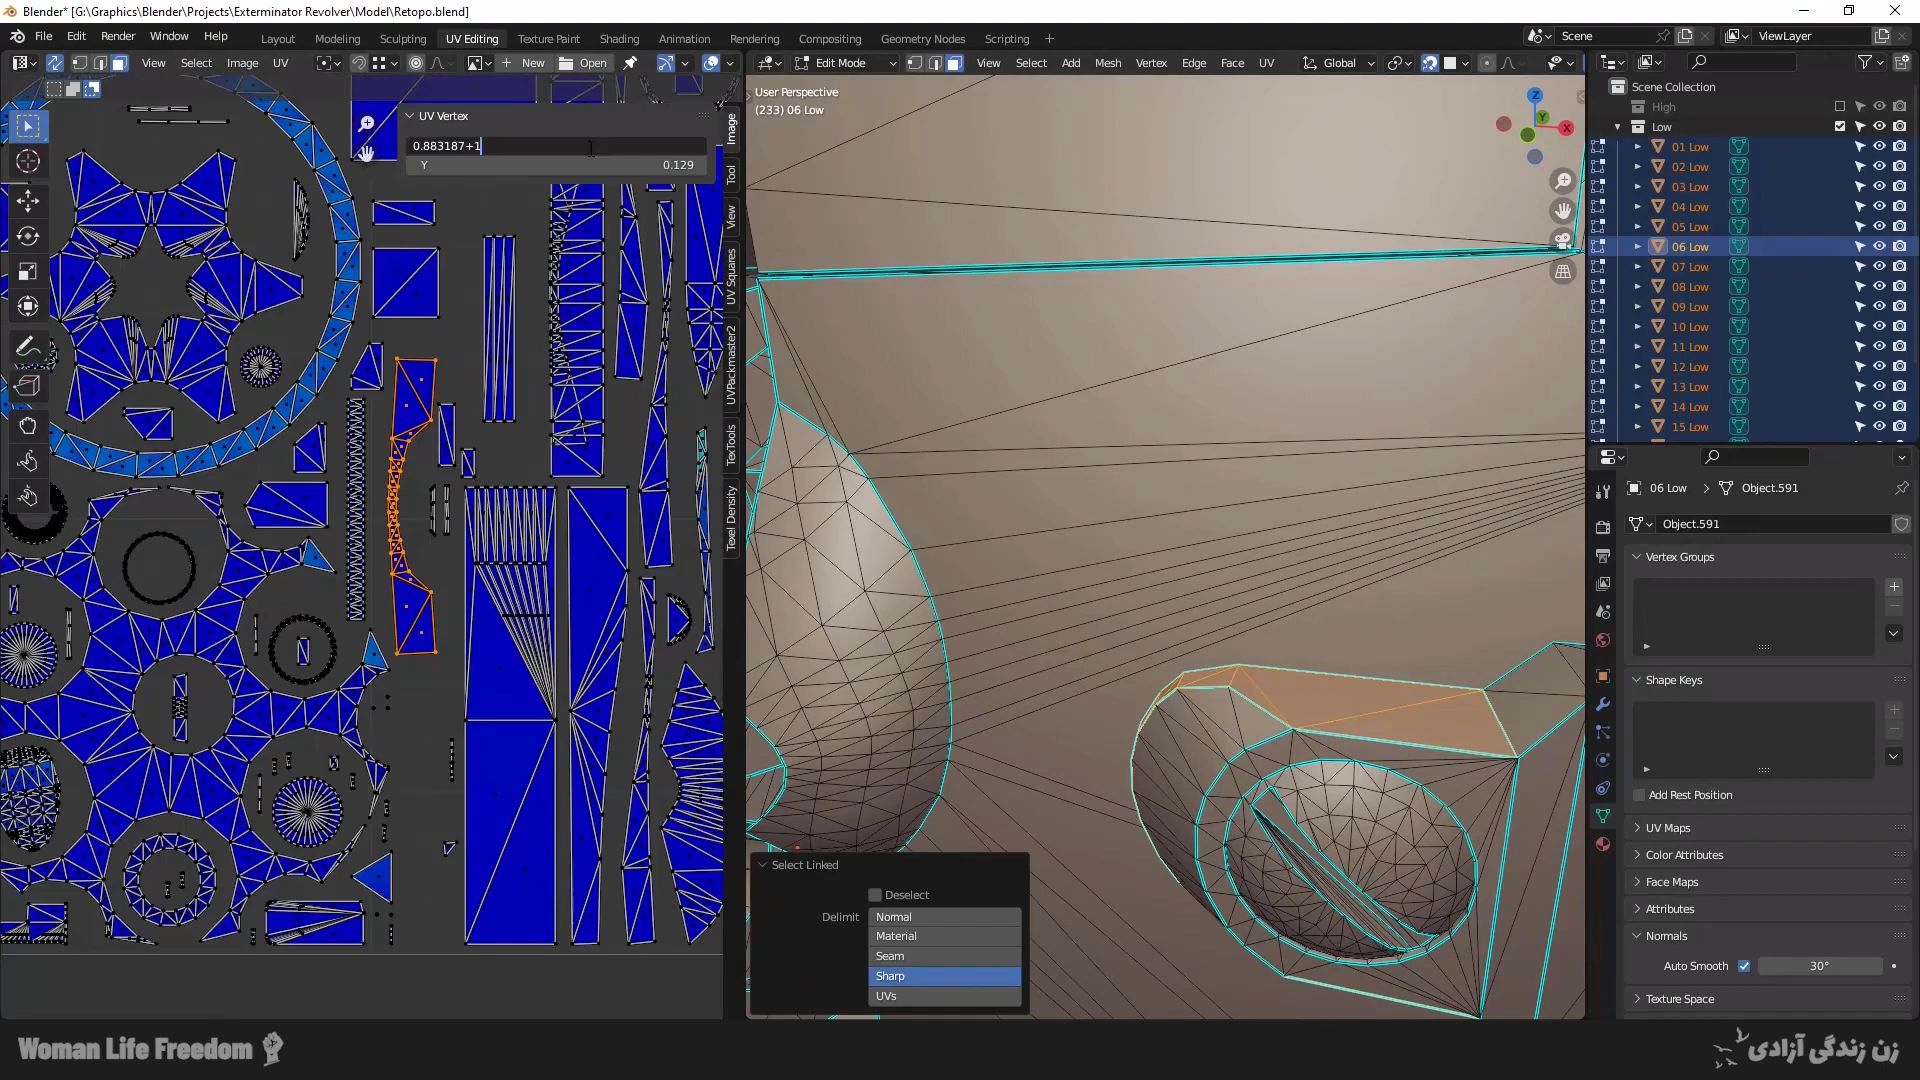 Blender* [G:\Graphics\Blender\Projects\Exterminator Revolver\Model\Retopo.blend]
File Edit Render Window Help
Layout Modeling Sculpting UV Editing Texture Paint Shading Animation Rendering Compositing Geometry Nodes Scripting +
Scene
ViewLayer
View Select Image UV
New
Open
Edit Mode
View Select Add Mesh Vertex Edge Face UV
Global
UV Vertex
0.883187+1
Y 0.129
Image
Tool
View
UV Squares
UVPackmaster2
TexTools
Texel Density
User Perspective
(233) 06 Low
Z
Y
X
Select Linked
Deselect
Delimit
Normal
Material
Seam
Sharp
UVs
Scene Collection
High
Low
01 Low
02 Low
03 Low
04 Low
05 Low
06 Low
07 Low
08 Low
09 Low
10 Low
11 Low
12 Low
13 Low
14 Low
15 Low
06 Low > Object.591
Object.591
Vertex Groups
Shape Keys
Add Rest Position
UV Maps
Color Attributes
Face Maps
Attributes
Normals
Auto Smooth 30°
Texture Space
Woman Life Freedom
زن زندگی آزادی